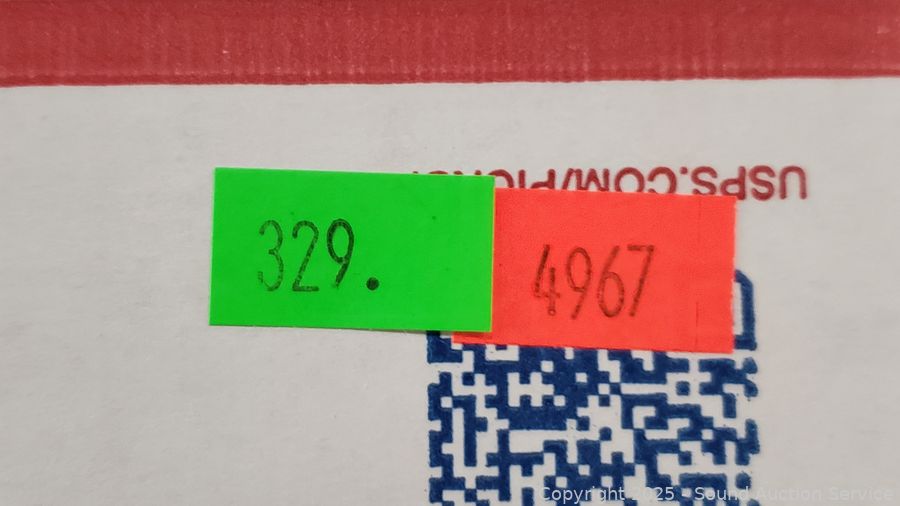 USPS.COM/PICKU
329.
4967
Copyright 2025 - Sound Auction Service